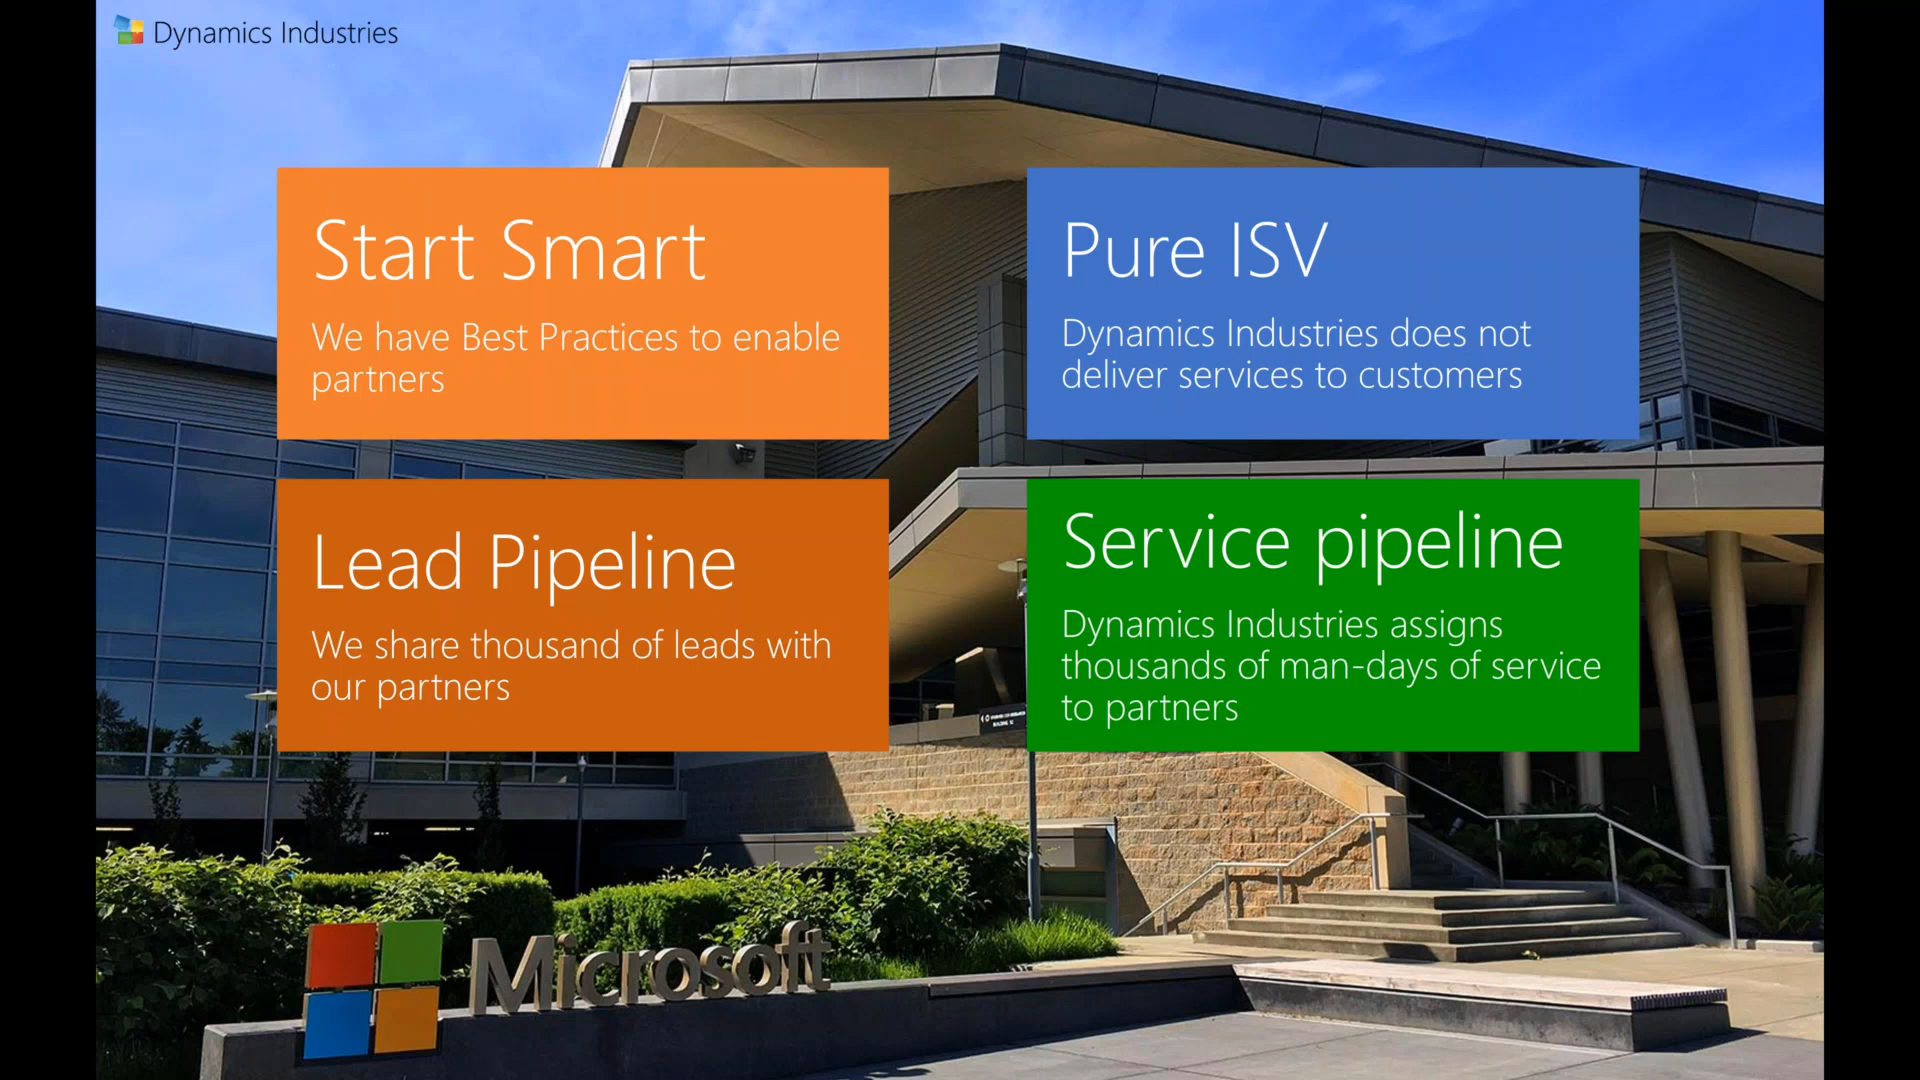 Dynamics Industries
Start Smart
We have Best Practices to enable
partners
Pure ISV
Dynamics Industries does not
deliver services to customers
Lead Pipeline
We share thousand of leads with
our partners
Service pipeline
Dynamics Industries assigns
thousands of man-days of service
to partners
Microsoft